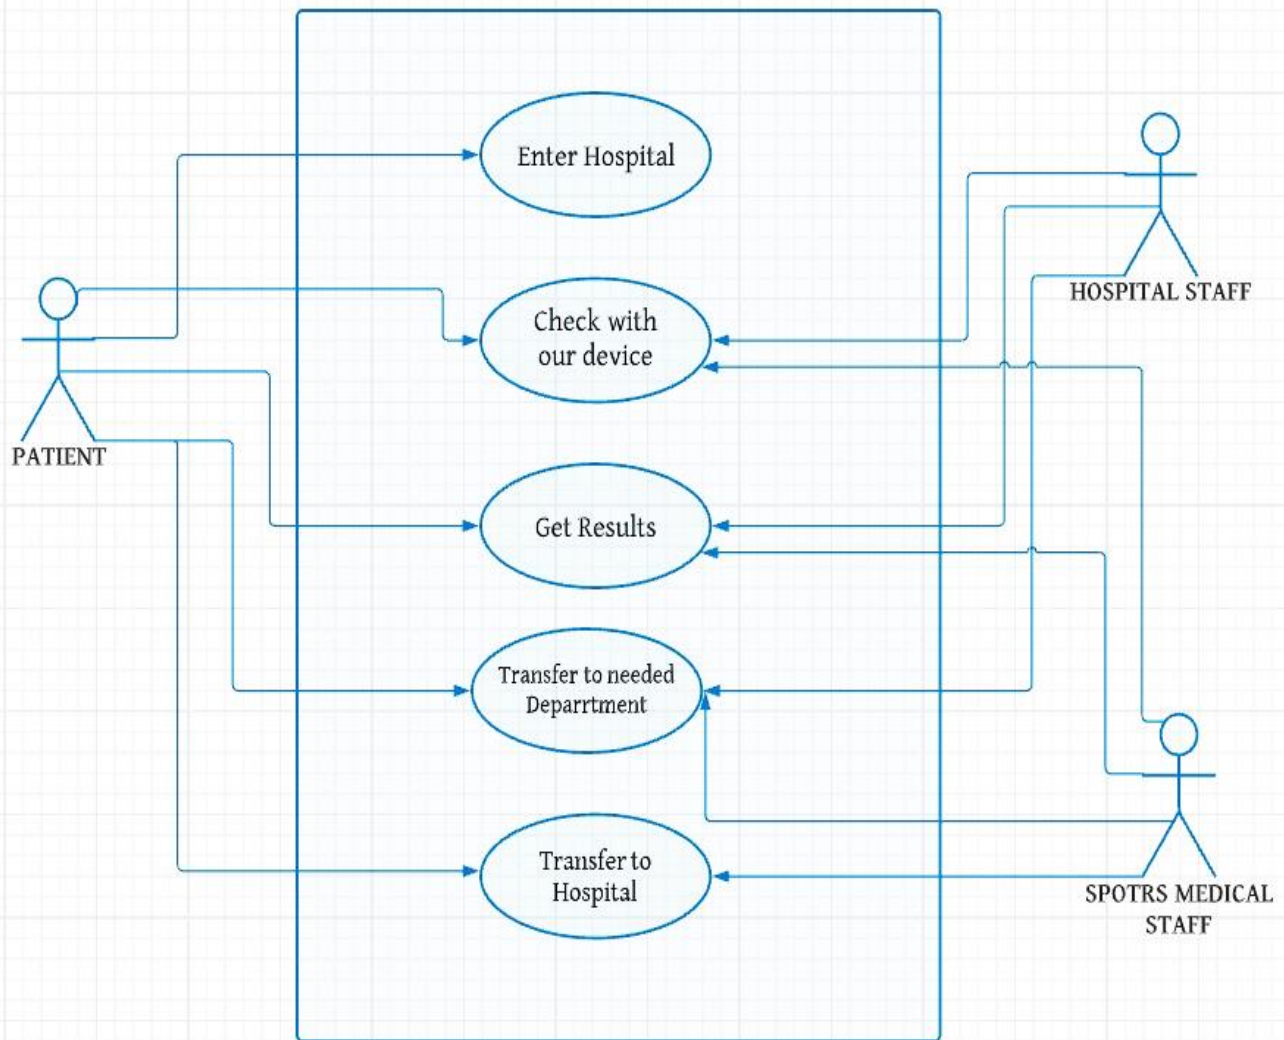 Enter Hospital
HOSPITAL STAFF
Check with
our device
PATIENT
Get Results
Transfer to needed
Deparrtment
Transfer to
Hospital
SPOTRS MEDICAL
STAFF